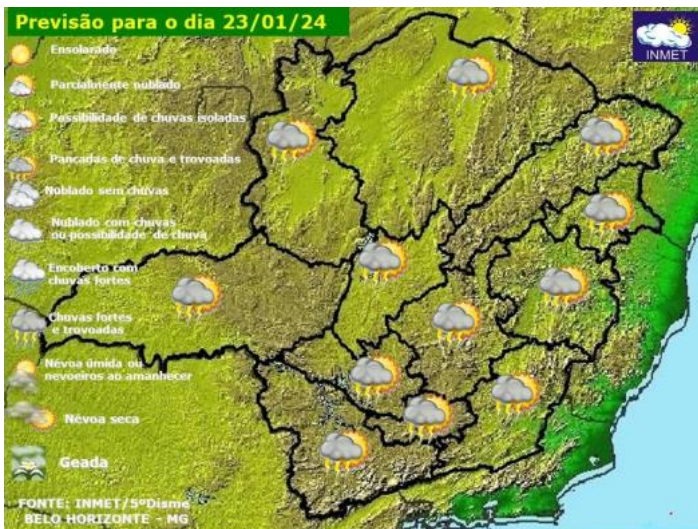 Previsão para o dia 23/01/24
INMET
Ensolarado
Parcialmente nublado
Possibilidade de chuvas isoladas
Pancadas de chuva e trovoadas
Nublado sem chuvas
Nublado com chuvas
ou possibilidade de chuva
Encoberto com
chuvas fortes
Chuvas fortes
e trovoadas
Névoa úmida ou
nevoeiros ao amanhecer
Névoa seca
Geada
FONTE: INMET/5ºDisme
BELO HORIZONTE - MG